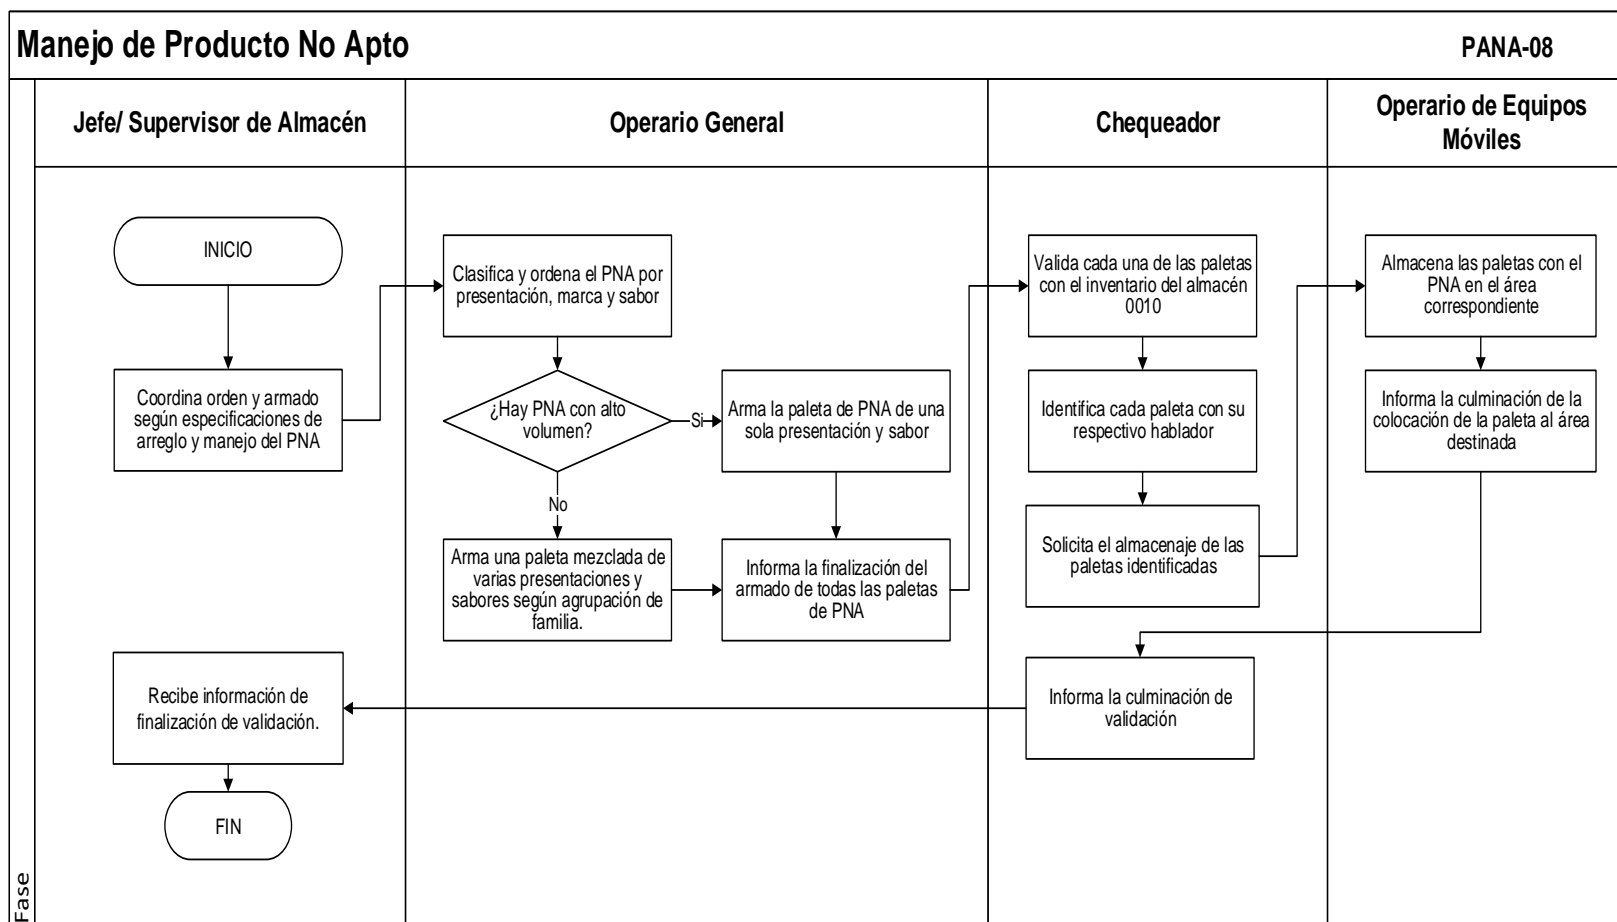 Manejo de Producto No Apto
PANA-08
Jefe/ Supervisor de Almacén
Operario General
Chequeador
Operario de Equipos
Móviles
INICIO
Coordina orden y armado
según especificaciones de
arreglo y manejo del PNA
Clasifica y ordena el PNA por
presentación, marca y sabor
¿Hay PNA con alto
volumen?
Si
Arma la paleta de PNA de una
sola presentación y sabor
No
Arma una paleta mezclada de
varias presentaciones y
sabores según agrupación de
familia.
Informa la finalización del
armado de todas las paletas
de PNA
Valida cada una de las paletas
con el inventario del almacén
0010
Identifica cada paleta con su
respectivo hablador
Solicita el almacenaje de las
paletas identificadas
Almacena las paletas con el
PNA en el área
correspondiente
Informa la culminación de la
colocación de la paleta al área
destinada
Informa la culminación de
validación
Recibe información de
finalización de validación.
FIN
Fase